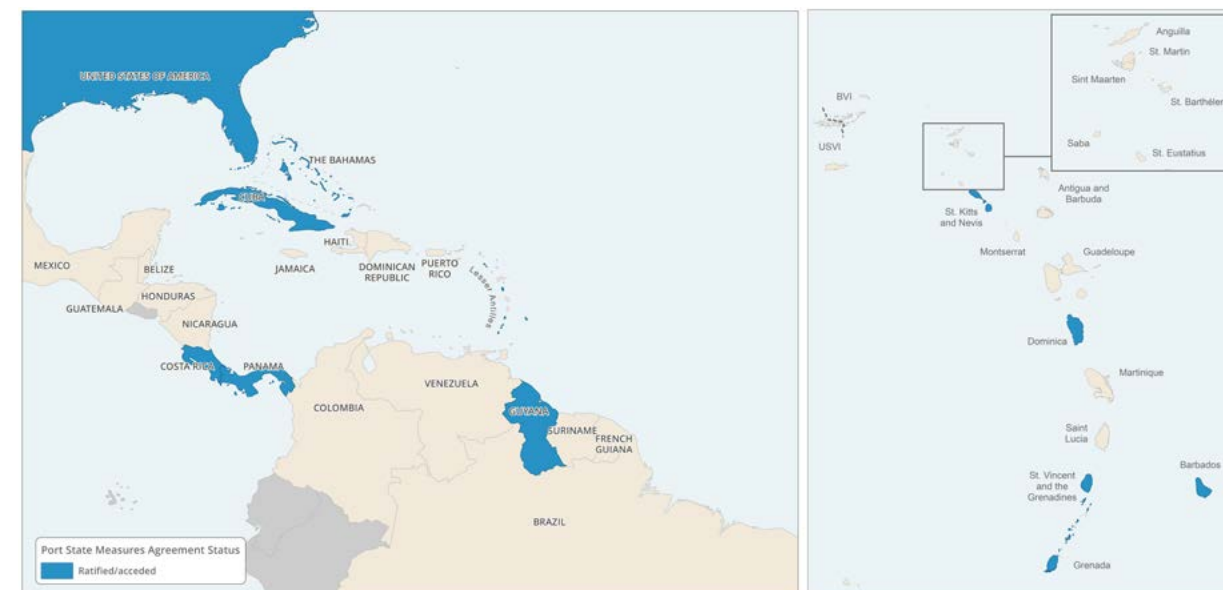 UNITED STATES OF AMERICA
THE BAHAMAS
CUBA
HAITI
JAMAICA
DOMINICAN
REPUBLIC
PUERTO
RICO
Lesser Antilles
MEXICO
BELIZE
GUATEMALA
HONDURAS
NICARAGUA
COSTA RICA
PANAMA
VENEZUELA
COLOMBIA
GUYANA
SURINAME
FRENCH
GUIANA
BRAZIL
Port State Measures Agreement Status
Ratified/acceded
Anguilla
St. Martin
Sint Maarten
St. Barthéler
Saba
St. Eustatius
BVI
USVI
Antigua and
Barbuda
St. Kitts
and Nevis
Montserrat
Guadeloupe
Dominica
Martinique
Saint
Lucia
St. Vincent
and the
Grenadines
Barbados
Grenada